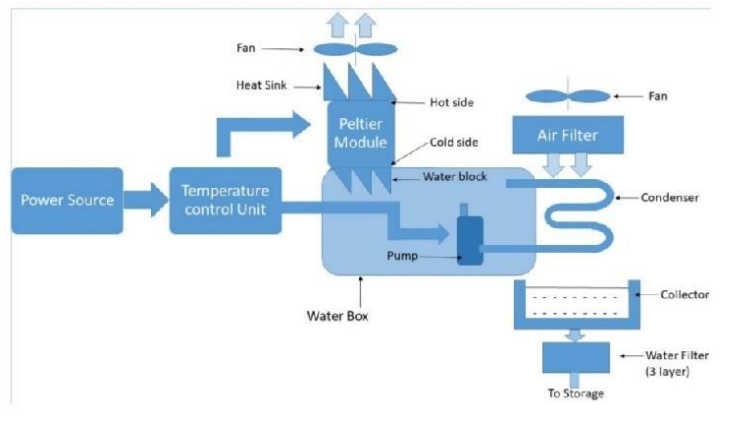 Fan
Heat Sink
Hot side
Peltier
Module
Cold side
Water block
Fan
Air Filter
Power Source
Temperature
control Unit
Condenser
Pump
Water Box
Collector
Water Filter
(3 layer)
To Storage